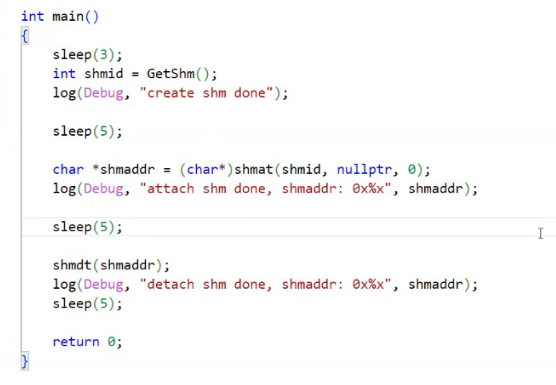 int main()
{
    sleep(3);
    int shmid = GetShm();
    log(Debug, "create shm done");
    sleep(5);
    char *shmaddr = (char*)shmat(shmid, nullptr, 0);
    log(Debug, "attach shm done, shmaddr: 0x%x", shmaddr);
    sleep(5);
    shmdt(shmaddr);
    log(Debug, "detach shm done, shmaddr: 0x%x", shmaddr);
    sleep(5);
    return 0;
}